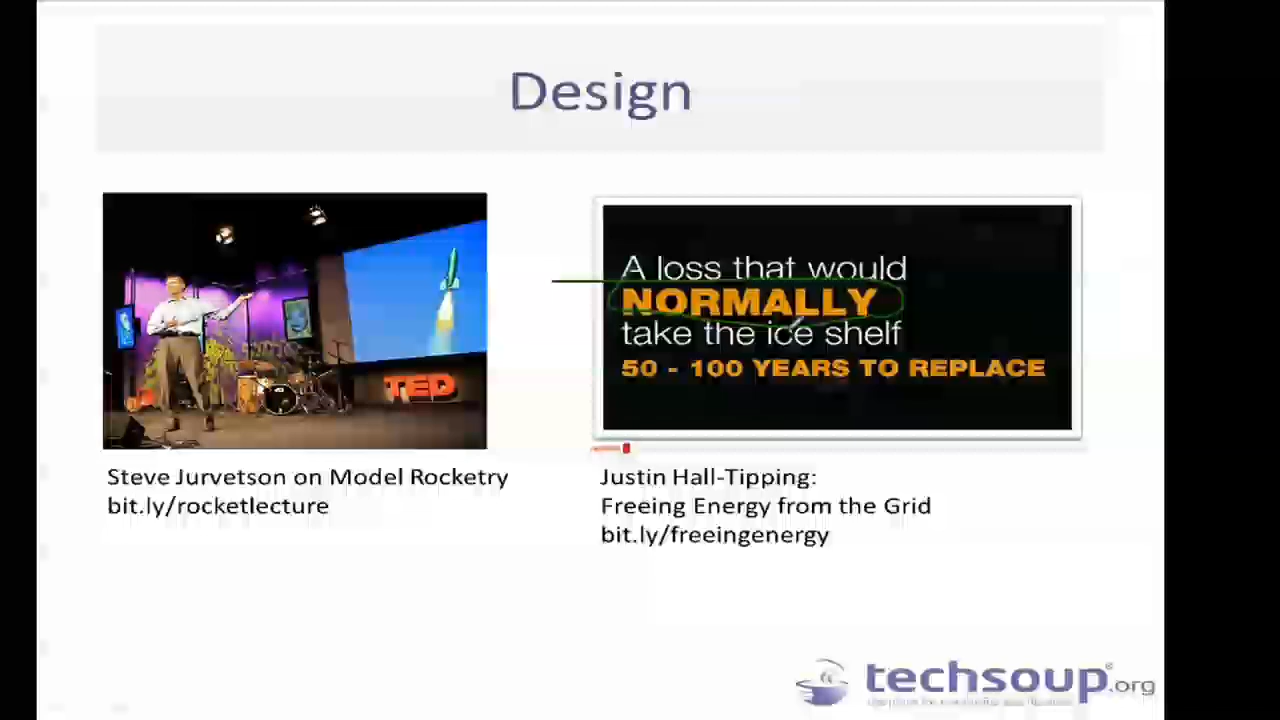 Design
TED
A loss that would
NORMALLY
take the ice shelf
50 - 100 YEARS TO REPLACE
Steve Jurvetson on Model Rocketry
bit.ly/rocketlecture
Justin Hall-Tipping:
Freeing Energy from the Grid
bit.ly/freeingenergy
techsoup.org